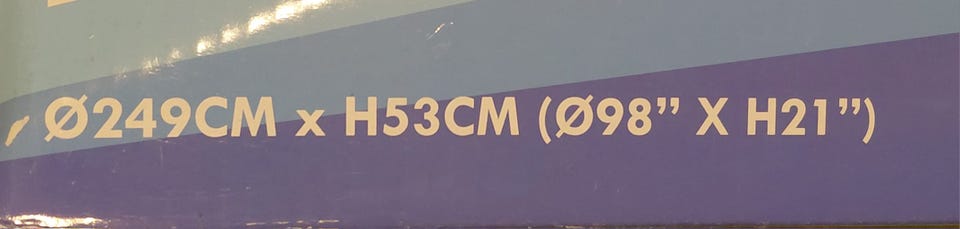 Ø249CM x H53CM (Ø98” X H21”)